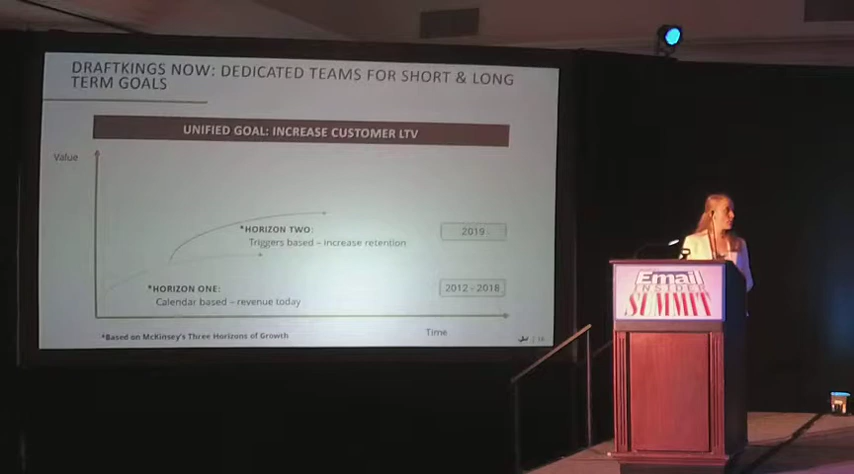 DRAFTKINGS NOW: DEDICATED TEAMS FOR SHORT & LONG
TERM GOALS
UNIFIED GOAL: INCREASE CUSTOMER LTV
Value
*HORIZON TWO:
Triggers based – increase retention
2019
*HORIZON ONE:
Calendar based – revenue today
2012 - 2018
Time
*Based on McKinsey's Three Horizons of Growth
Email
INSIDER
SUMMIT